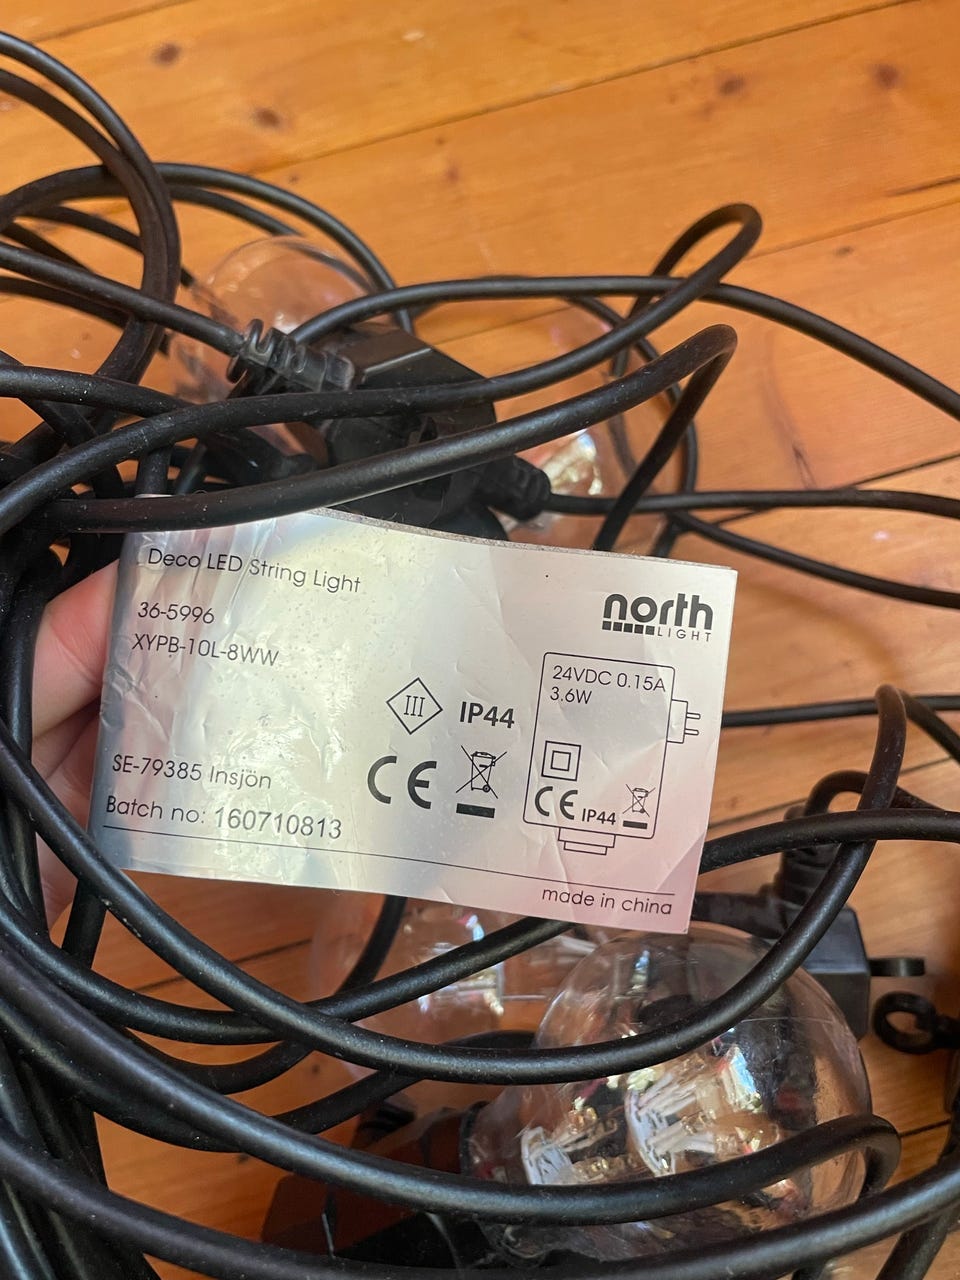 Deco LED String Light
36-5996
XYPB-10L-8WW
SE-79385 Insjön
Batch no: 160710813
III
IP44
CE
north
LIGHT
24VDC 0.15A
3.6W
CE IP44
made in china